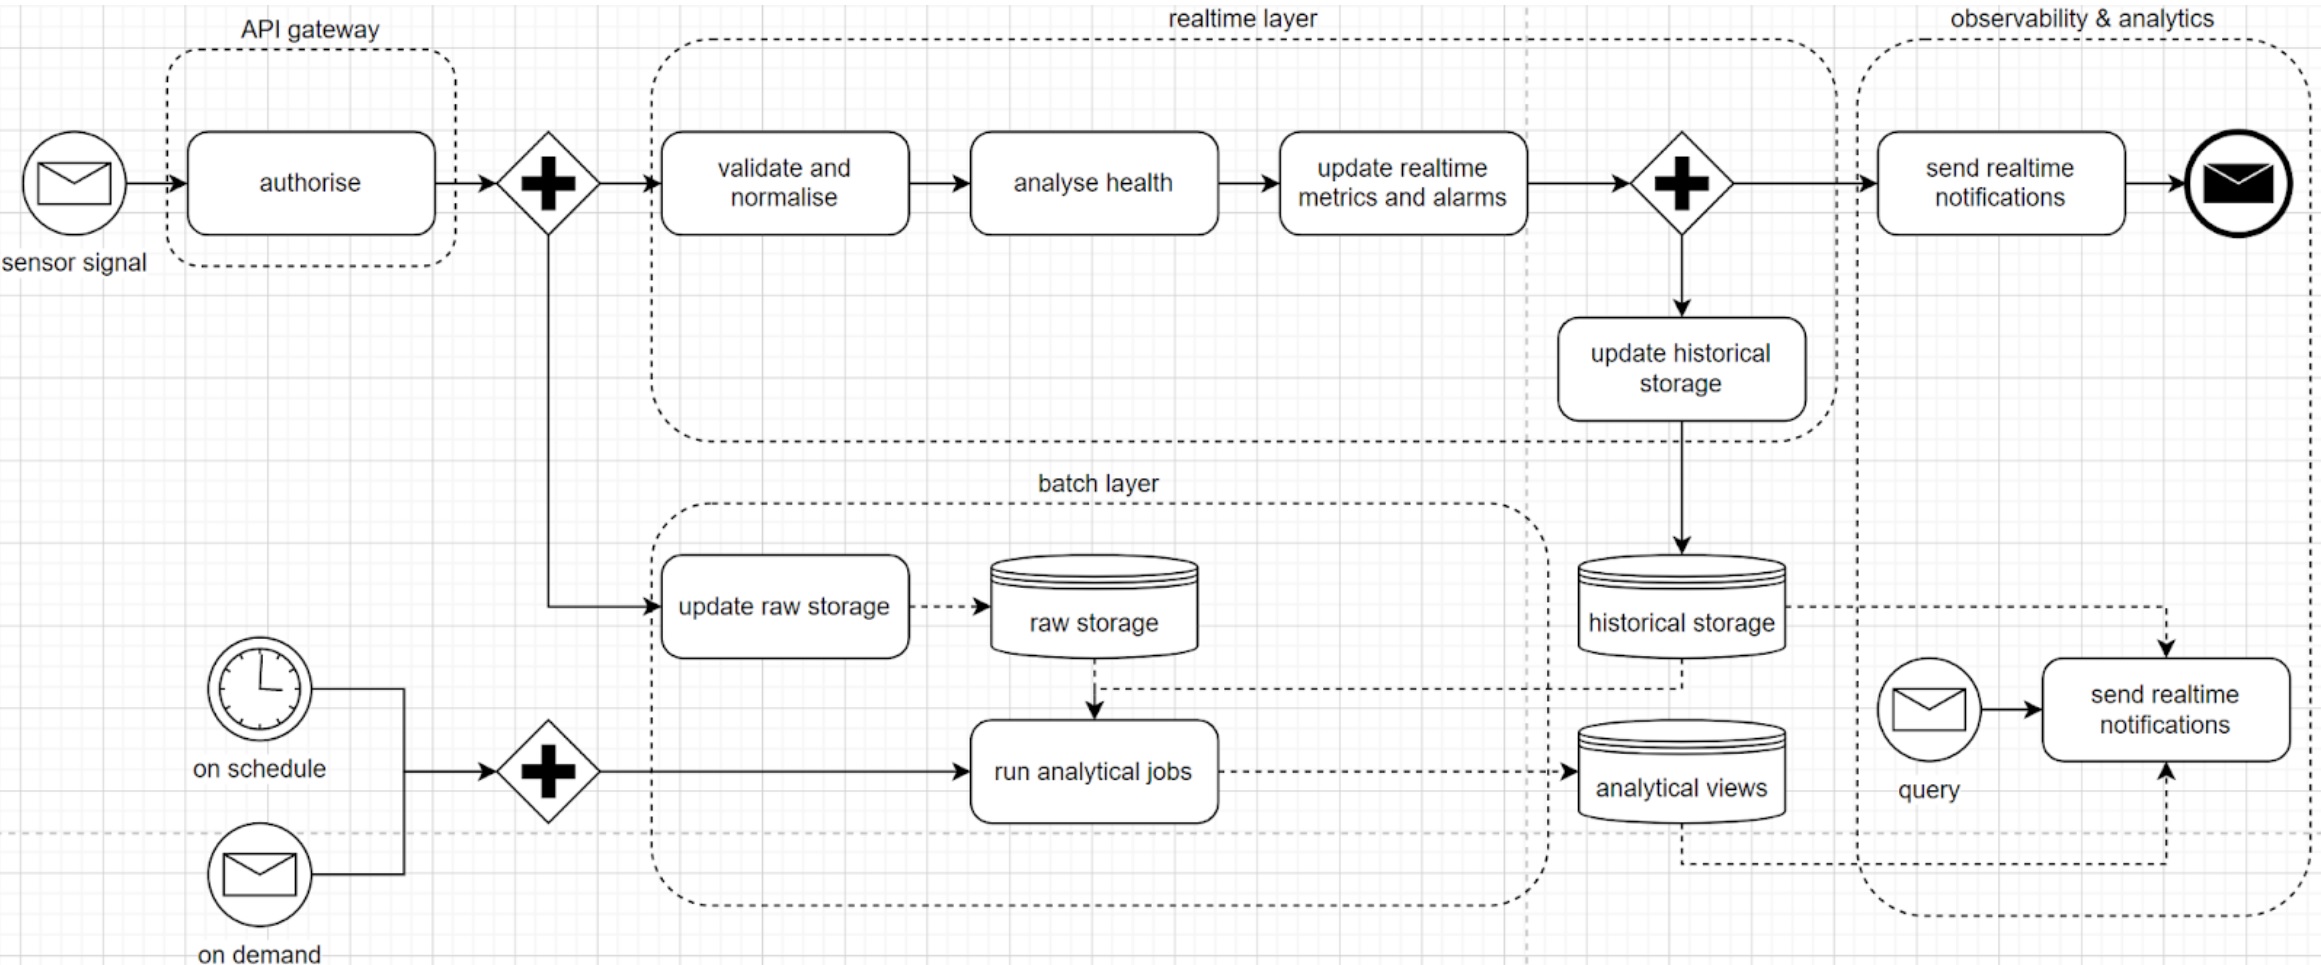 API gateway
realtime layer
observability & analytics
sensor signal
authorise
validate and
normalise
analyse health
update realtime
metrics and alarms
send realtime
notifications
update historical
storage
batch layer
update raw storage
raw storage
historical storage
on schedule
run analytical jobs
analytical views
query
send realtime
notifications
on demand